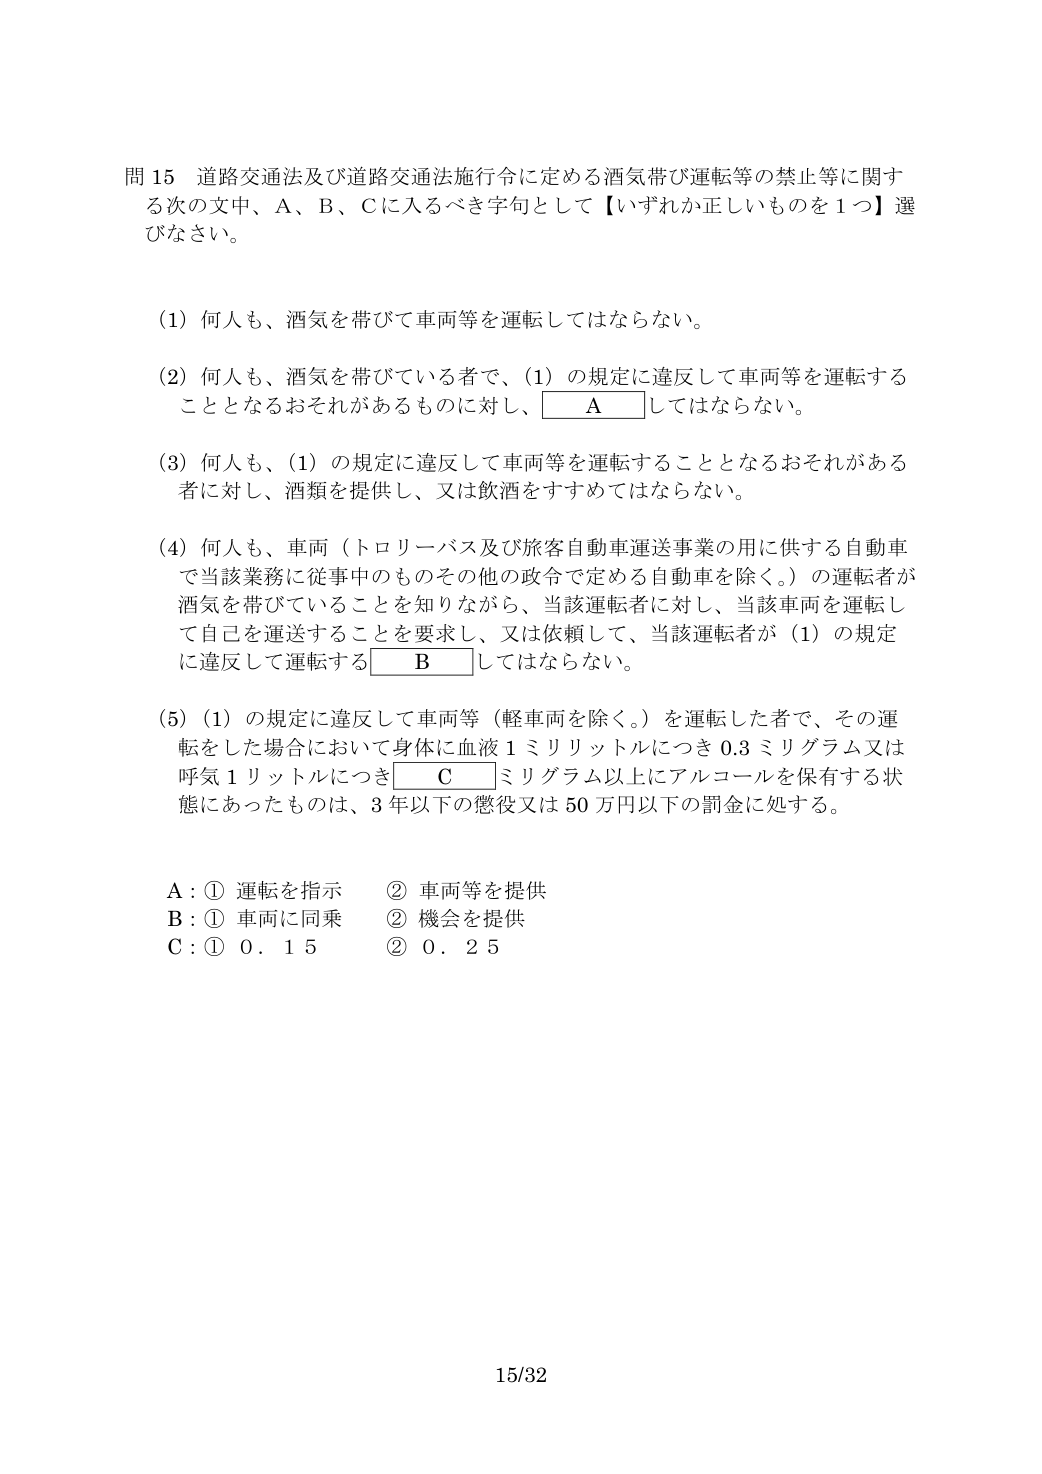 問 15　道路交通法及び道路交通法施行令に定める酒気帯び運転等の禁止等に関す
る次の文中、Ａ、Ｂ、Ｃに入るべき字句として【いずれか正しいものを１つ】選
びなさい。
（1）何人も、酒気を帯びて車両等を運転してはならない。
（2）何人も、酒気を帯びている者で、（1）の規定に違反して車両等を運転する
こととなるおそれがあるものに対し、 A してはならない。
（3）何人も、（1）の規定に違反して車両等を運転することとなるおそれがある
者に対し、酒類を提供し、又は飲酒をすすめてはならない。
（4）何人も、車両（トロリーバス及び旅客自動車運送事業の用に供する自動車
で当該業務に従事中のものその他の政令で定める自動車を除く。）の運転者が
酒気を帯びていることを知りながら、当該運転者に対し、当該車両を運転し
て自己を運送することを要求し、又は依頼して、当該運転者が（1）の規定
に違反して運転する B してはならない。
（5）（1）の規定に違反して車両等（軽車両を除く。）を運転した者で、その運
転をした場合において身体に血液 1 ミリリットルにつき 0.3 ミリグラム又は
呼気 1 リットルにつき C ミリグラム以上にアルコールを保有する状
態にあったものは、3 年以下の懲役又は 50 万円以下の罰金に処する。
A : ① 運転を指示　② 車両等を提供
B : ① 車両に同乗　② 機会を提供
C : ① ０．１５　② ０．２５
15/32